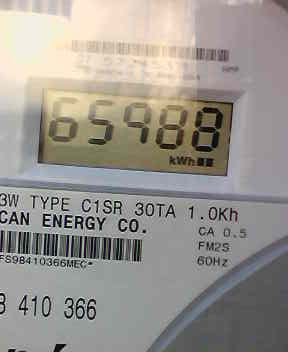 65988
kWh
3W TYPE C1SR 30TA 1.0Kh
CAN ENERGY CO.
CA 0.5
FM2S
60Hz
FS98410366MEC*
8 410 366